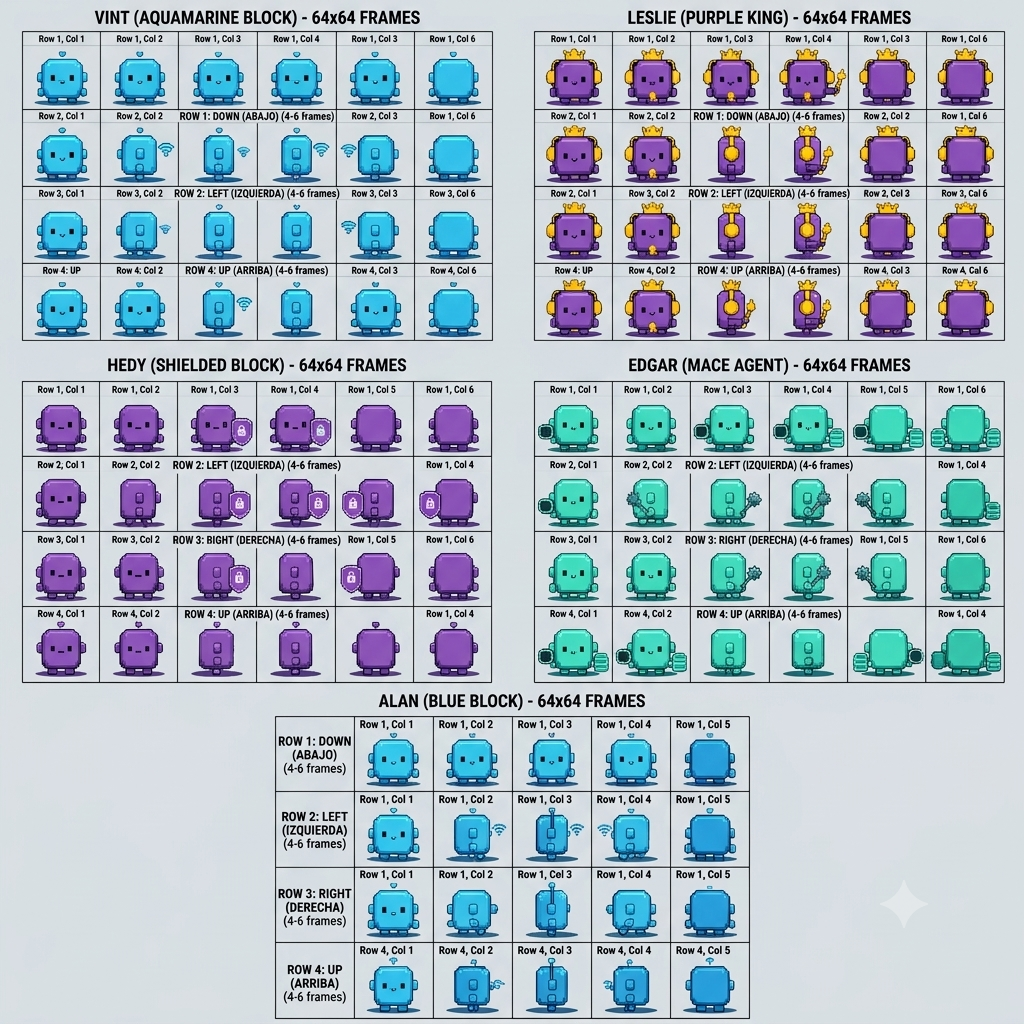 VINT (AQUAMARINE BLOCK) - 64x64 FRAMES
Row 1, Col 1 Row 1, Col 2 Row 1, Col 3 Row 1, Col 4 Row 1, Col 3 Row 1, Col 6
Row 2, Col 1 Row 2, Col 2 ROW 1: DOWN (ABAJO) (4-6 frames) Row 2, Col 3 Row 1, Col 6
Row 3, Col 1 Row 3, Col 2 ROW 2: LEFT (IZQUIERDA) (4-6 frames) Row 3, Col 3 Row 3, Col 6
Row 4: UP Row 4: Col 2 ROW 4: UP (ARRIBA) (4-6 frames) Row 4, Col 3 Row 4, Col 6
LESLIE (PURPLE KING) - 64x64 FRAMES
Row 1, Col 1 Row 1, Col 2 Row 1, Col 3 Row 1, Col 4 Row 1, Col 3 Row 1, Col 6
Row 2, Col 1 Row 2, Col 2 ROW 1: DOWN (ABAJO) (4-6 frames) Row 2, Col 2 Row 1, Col 6
Row 2, Col 1 Row 3, Col 2 ROW 2: LEFT (IZQUIERDA) (4-6 frames) Row 2, Col 3 Row 3, Cal 6
Row 4: UP Row 4, Col 2 ROW 4: UP (ARRIBA) (4-6 frames) Row 4, Col 3 Row 4, Cal 6
HEDY (SHIELDED BLOCK) - 64x64 FRAMES
Row 1, Col 1 Row 1, Col 2 Row 1, Col 3 Row 1, Col 4 Row 1, Col 5 Row 1, Col 6
Row 2, Col 1 Row 2, Col 2 ROW 2: LEFT (IZQUIERDA) (4-6 frames) Row 1, Col 4
Row 3, Col 1 Row 3, Col 2 ROW 3: BIGHT (DERECHA) (4-6 frames) Row 1, Col 5 Row 1, Col 6
Row 4, Col 1 Row 4, Col 2 ROW 4: UP (ARRIBA) (4-6 frames) Row 1, Col 4
EDGAR (MACE AGENT) - 64x64 FRAMES
Row 1, Col 1 Row 1, Col 2 Row 1, Col 3 Row 1, Col 4 Row 1, Col 5 Row 1, Col 6
Row 2, Col 1 Row 2, Col 2 ROW 2: LEFT (IZQUIERDA) (4-6 frames) Row 1, Col 4
Row 3, Col 1 Row 3, Col 2 ROW 3: RIGHT (DERECHA) (4-6 frames) Row 1, Col 5 Row 1, Col 6
Row 4, Col 1 Row 4, Col 2 ROW 4: UP (ARRIBA) (4-6 frames) Row 1, Col 4
ALAN (BLUE BLOCK) - 64x64 FRAMES
Row 1, Col 1 Row 1, Col 2 Row 1, Col 3 Row 1, Col 4 Row 1, Col 5
ROW 1: DOWN
(ABAJO)
(4-6 frames)
Row 1, Col 1 Row 1, Col 2 Row 1, Col 3 Row 1, Col 4 Row 1, Col 5
ROW 2: LEFT
(IZQUIERDA)
(4-6 frames)
Row 1, Col 1 Row 1, Col 2 Row 1, Cel 3 Row 1, Col 4 Row 1, Col 5
ROW 3: RIGHT
(DERECHA)
(4-6 frames)
Row 4, Col 1 Row 4, Col 2 Row 4, Col 3 Row 4, Col 4 Row 4, Col 5
ROW 4: UP
(ARRIBA)
(4-6 frames)